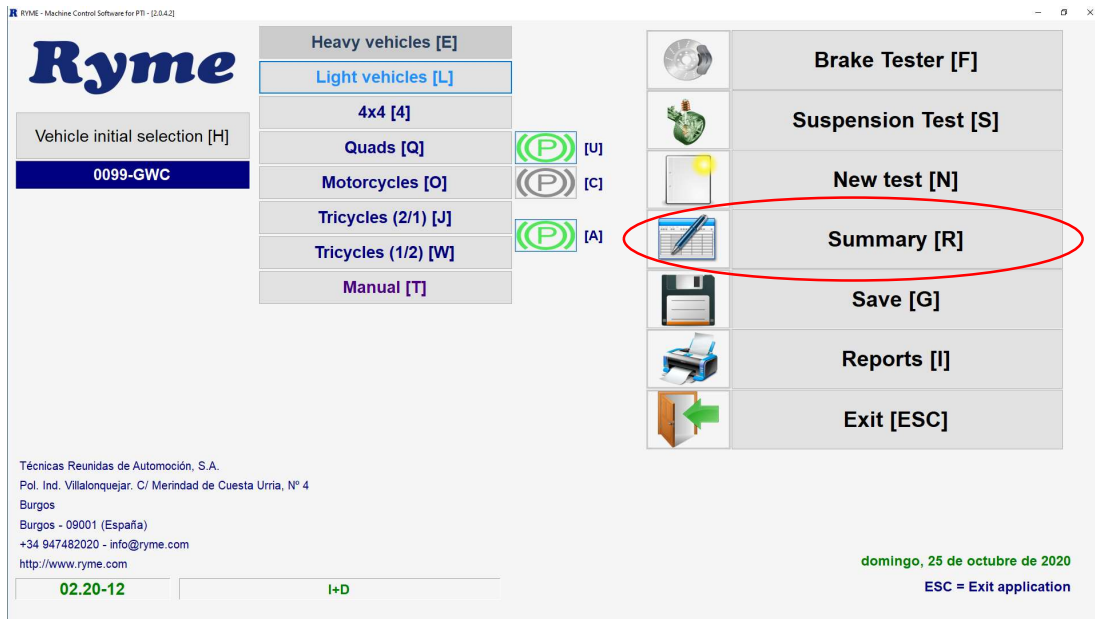 RYME - Machine Control Software for PTI - [2.0.4.2]
Ryme
Vehicle initial selection [H]
0099-GWC
Heavy vehicles [E]
Light vehicles [L]
4x4 [4]
Quads [Q]
Motorcycles [O]
Tricycles (2/1) [J]
Tricycles (1/2) [W]
Manual [T]
(P) [U]
(P) [C]
(P) [A]
Brake Tester [F]
Suspension Test [S]
New test [N]
Summary [R]
Save [G]
Reports [I]
Exit [ESC]
Técnicas Reunidas de Automoción, S.A.
Pol. Ind. Villalonquejar. C/ Merindad de Cuesta Urria, Nº 4
Burgos
Burgos - 09001 (España)
+34 947482020 - info@ryme.com
http://www.ryme.com
02.20-12
I+D
domingo, 25 de octubre de 2020
ESC = Exit application